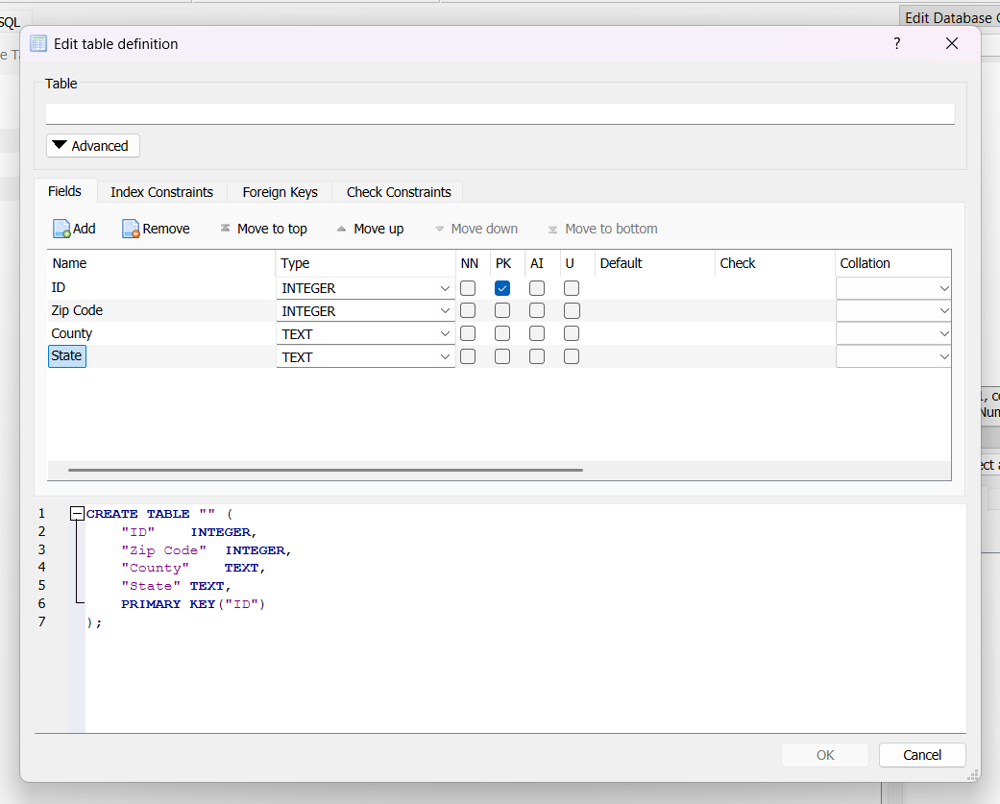 SQL
Edit Database
Edit table definition
?
Table
Advanced
Fields Index Constraints Foreign Keys Check Constraints
Add Remove Move to top Move up Move down Move to bottom
Name Type NN PK AI U Default Check Collation
ID INTEGER
Zip Code INTEGER
County TEXT
State TEXT
1 CREATE TABLE "" (
2 "ID" INTEGER,
3 "Zip Code" INTEGER,
4 "County" TEXT,
5 "State" TEXT,
6 PRIMARY KEY("ID")
7 );
OK Cancel